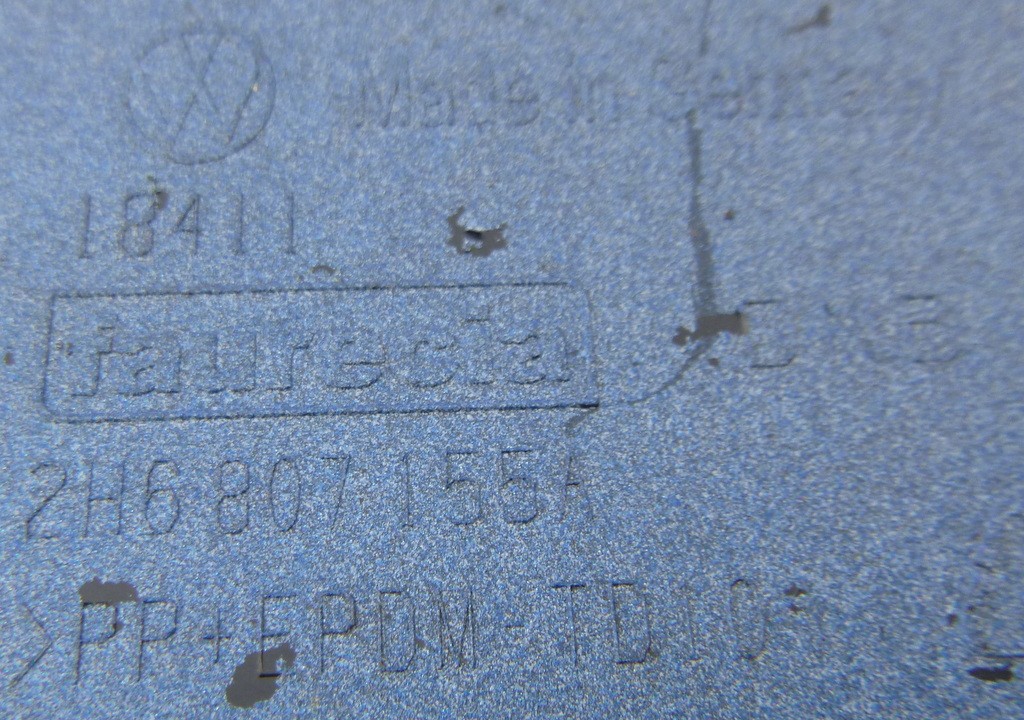 Made in Germany
18411
faurecia
2H6 807 155A
>PP+EPDM-TD10